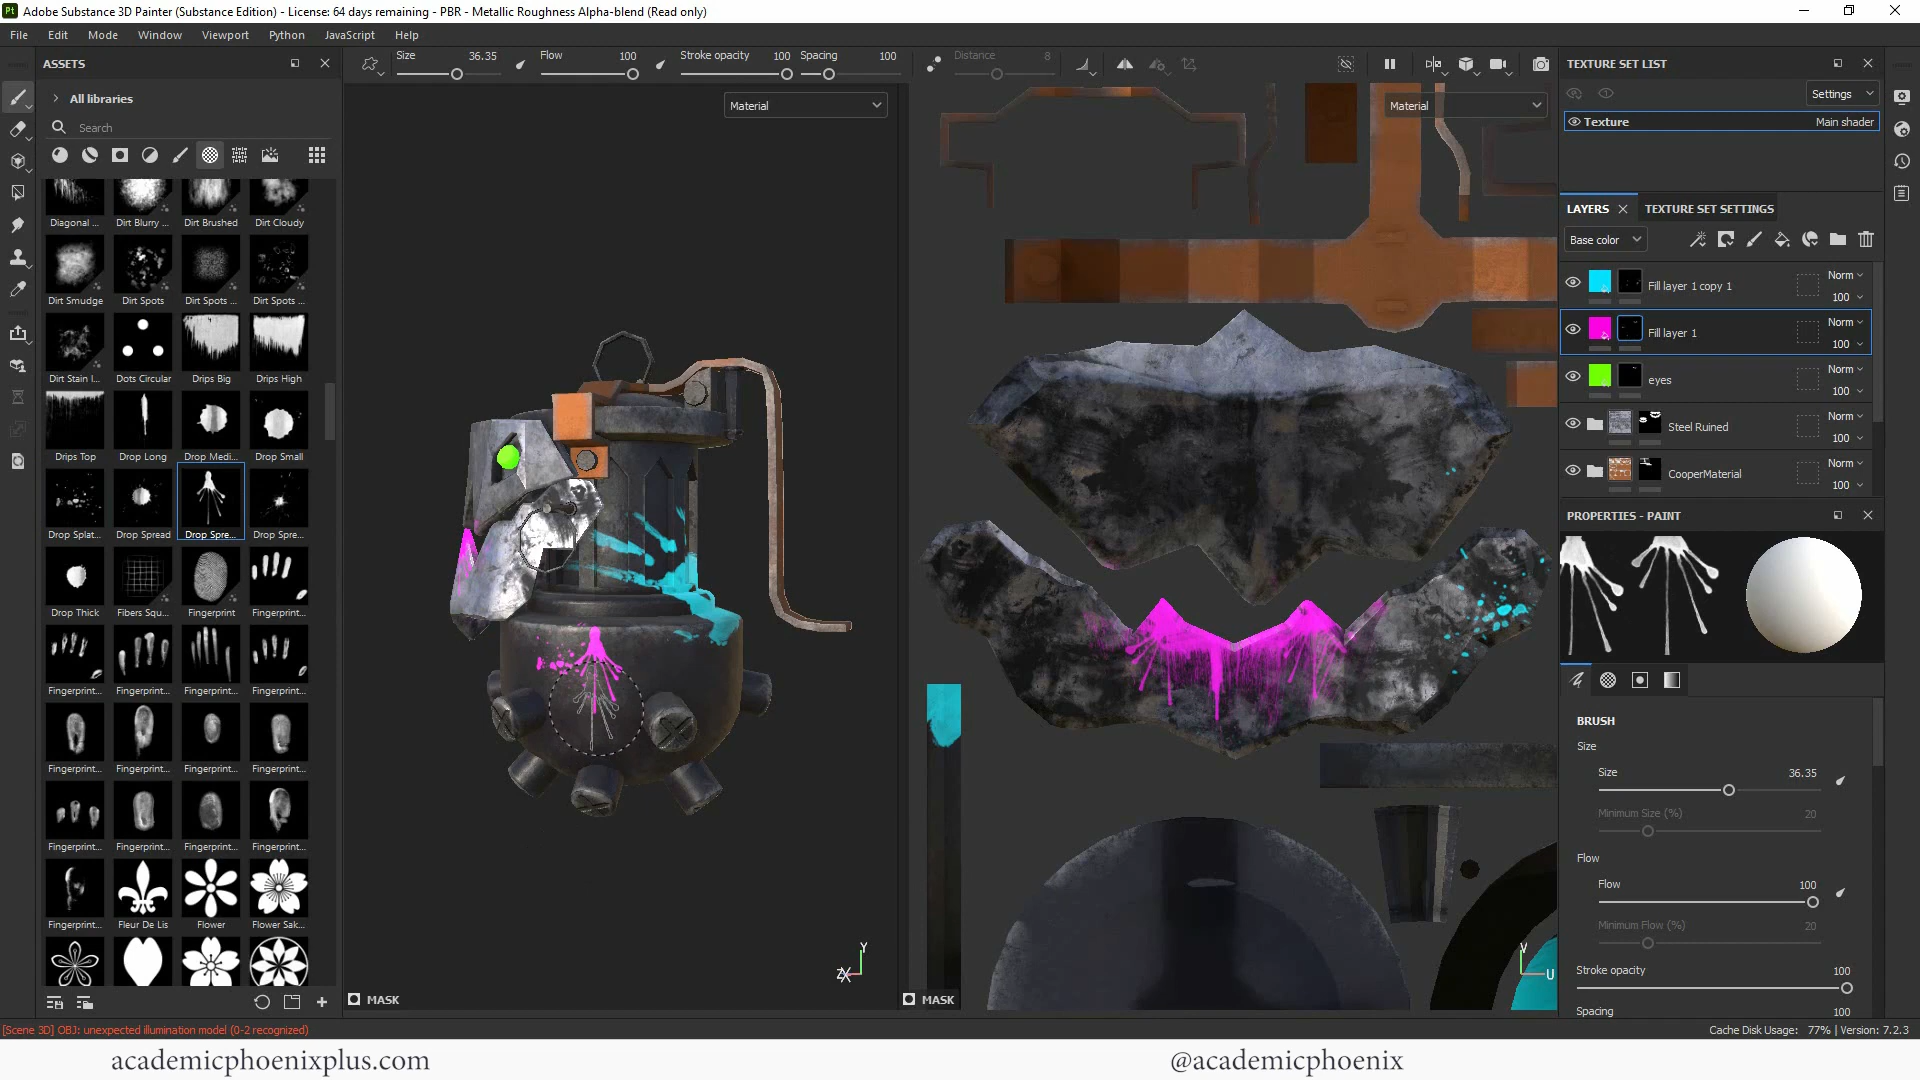 Pt Adobe Substance 3D Painter (Substance Edition) - License: 64 days remaining - PBR - Metallic Roughness Alpha-blend (Read only)
File Edit Mode Window Viewport Python JavaScript Help
ASSETS
Size 36.35 Flow 100 Stroke opacity 100 Spacing 100 Distance 8
All libraries
Search
Diagonal ... Dirt Blurry ... Dirt Brushed Dirt Cloudy
Dirt Smudge Dirt Spots Dirt Spots ... Dirt Spots ...
Dirt Stain I... Dots Circular Drips Big Drips High
Drips Top Drop Long Drop Medi... Drop Small
Drop Splat... Drop Spread Drop Spre... Drop Spre...
Drop Thick Fibers Squ... Fingerprint Fingerprint...
Fingerprint... Fingerprint... Fingerprint... Fingerprint...
Fingerprint... Fingerprint... Fingerprint... Fingerprint...
Fingerprint... Fingerprint... Fingerprint... Fingerprint...
Fingerprint... Fleur De Lis Flower Flower Sak...
Material
Material
Y
ZX
V
U
MASK
MASK
TEXTURE SET LIST
Settings
Texture Main shader
LAYERS TEXTURE SET SETTINGS
Base color
Fill layer 1 copy 1 Norm 100
Fill layer 1 Norm 100
eyes Norm 100
Steel Ruined Norm 100
CooperMaterial Norm 100
PROPERTIES - PAINT
BRUSH
Size
Size 36.35
Minimum Size (%) 20
Flow
Flow 100
Minimum Flow (%) 20
Stroke opacity 100
Spacing 100
[Scene 3D] OBJ: unexpected illumination model (0-2 recognized)
Cache Disk Usage: 77% | Version: 7.2.3
academicphoenixplus.com
@academicphoenix